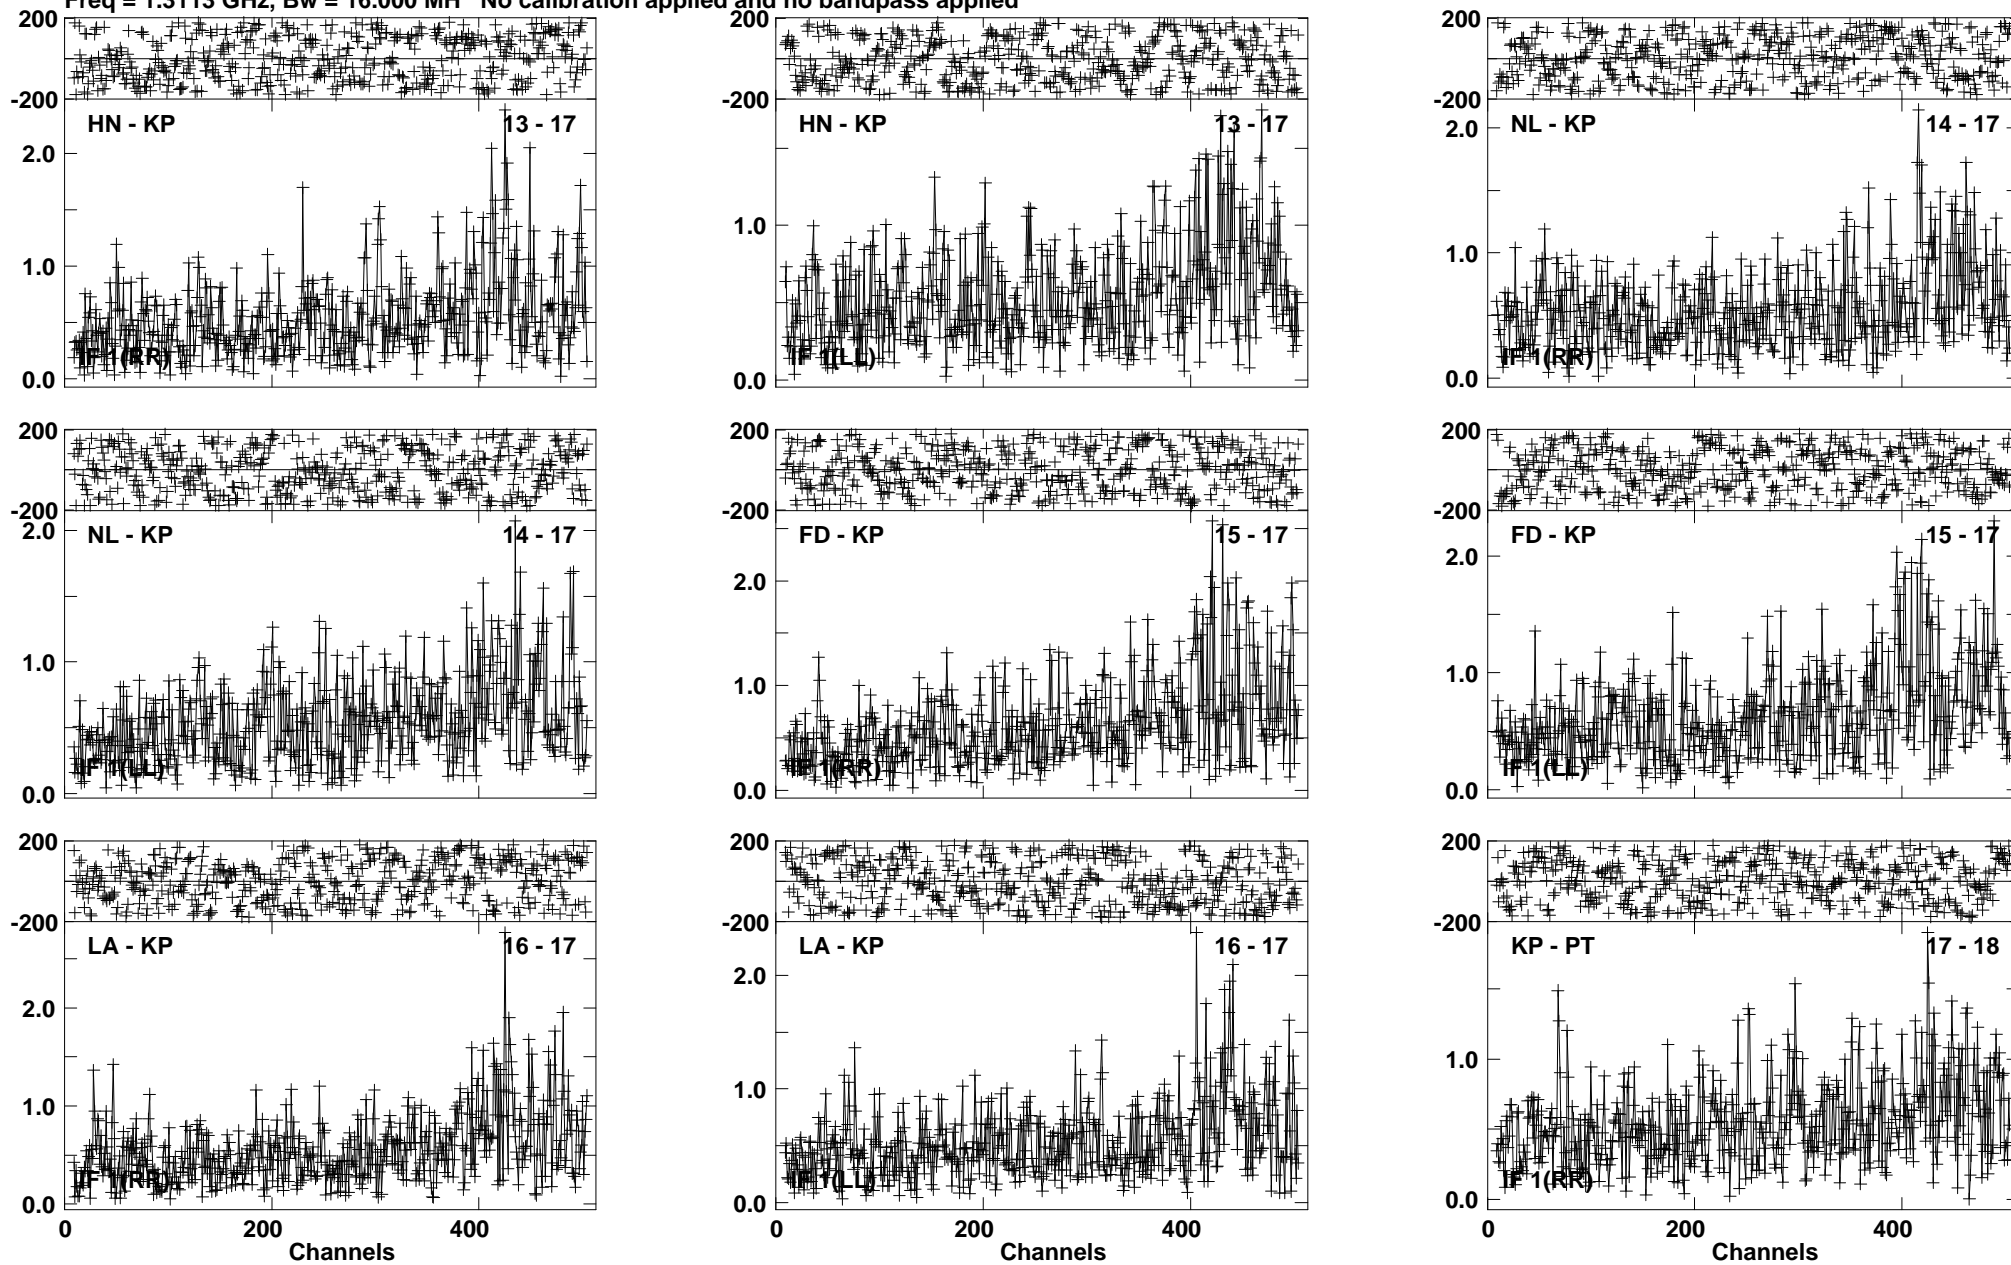 Freq = 1.3113 GHz, Bw = 16.000 MH No calibration applied and no bandpass applied
200
-200
HN - KP 13 - 17
2.0
1.0
0.0
IF 1(RR)
200
-200
HN - KP 13 - 17
1.0
0.0
IF 1(LL)
200
-200
NL - KP 14 - 17
2.0
1.0
0.0
IF 1(RR)
200
-200
NL - KP 14 - 17
2.0
1.0
0.0
IF 1(LL)
200
-200
FD - KP 15 - 17
2.0
1.0
0.0
IF 1(RR)
200
-200
FD - KP 15 - 17
2.0
1.0
0.0
IF 1(LL)
200
-200
LA - KP 16 - 17
2.0
1.0
0.0
IF 1(RR)
0 200 400
Channels
200
-200
LA - KP 16 - 17
2.0
1.0
0.0
IF 1(LL)
0 200 400
Channels
200
-200
KP - PT 17 - 18
1.0
0.0
IF 1(RR)
0 200 400
Channels